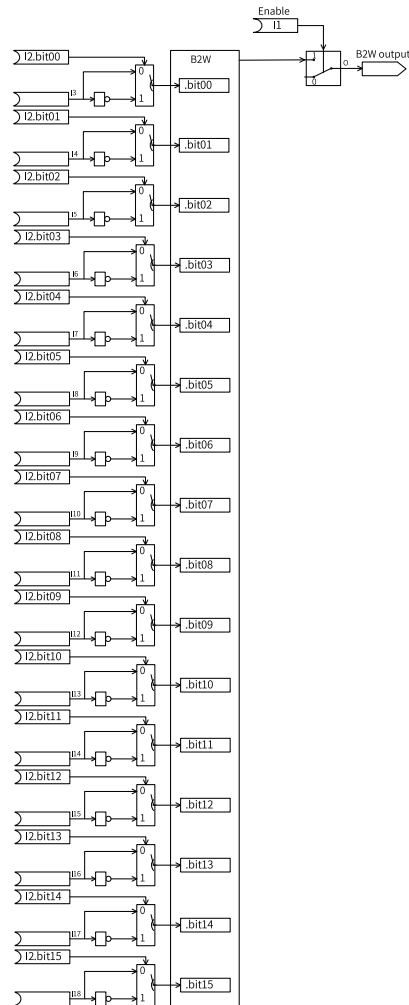 Enable
I1
B2W output
O
0
B2W
I2.bit00
0
I3
1
.bit00
I2.bit01
0
I4
1
.bit01
I2.bit02
0
I5
1
.bit02
I2.bit03
0
I6
1
.bit03
I2.bit04
0
I7
1
.bit04
I2.bit05
0
I8
1
.bit05
I2.bit06
0
I9
1
.bit06
I2.bit07
0
I10
1
.bit07
I2.bit08
0
I11
1
.bit08
I2.bit09
0
I12
1
.bit09
I2.bit10
0
I13
1
.bit10
I2.bit11
0
I14
1
.bit11
I2.bit12
0
I15
1
.bit12
I2.bit13
0
I16
1
.bit13
I2.bit14
0
I17
1
.bit14
I2.bit15
0
I18
1
.bit15